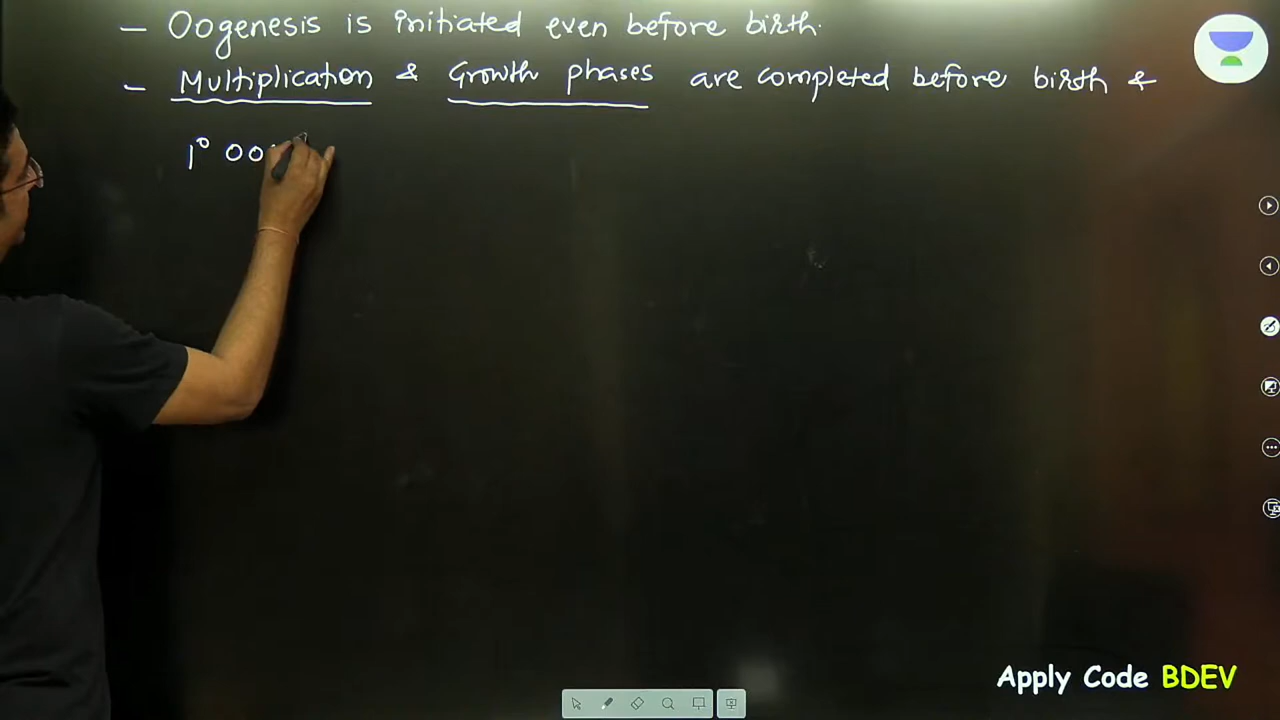 – Oogenesis is initiated even before birth.
– Multiplication & Growth phases are completed before birth &
1° oo
Apply Code BDEV